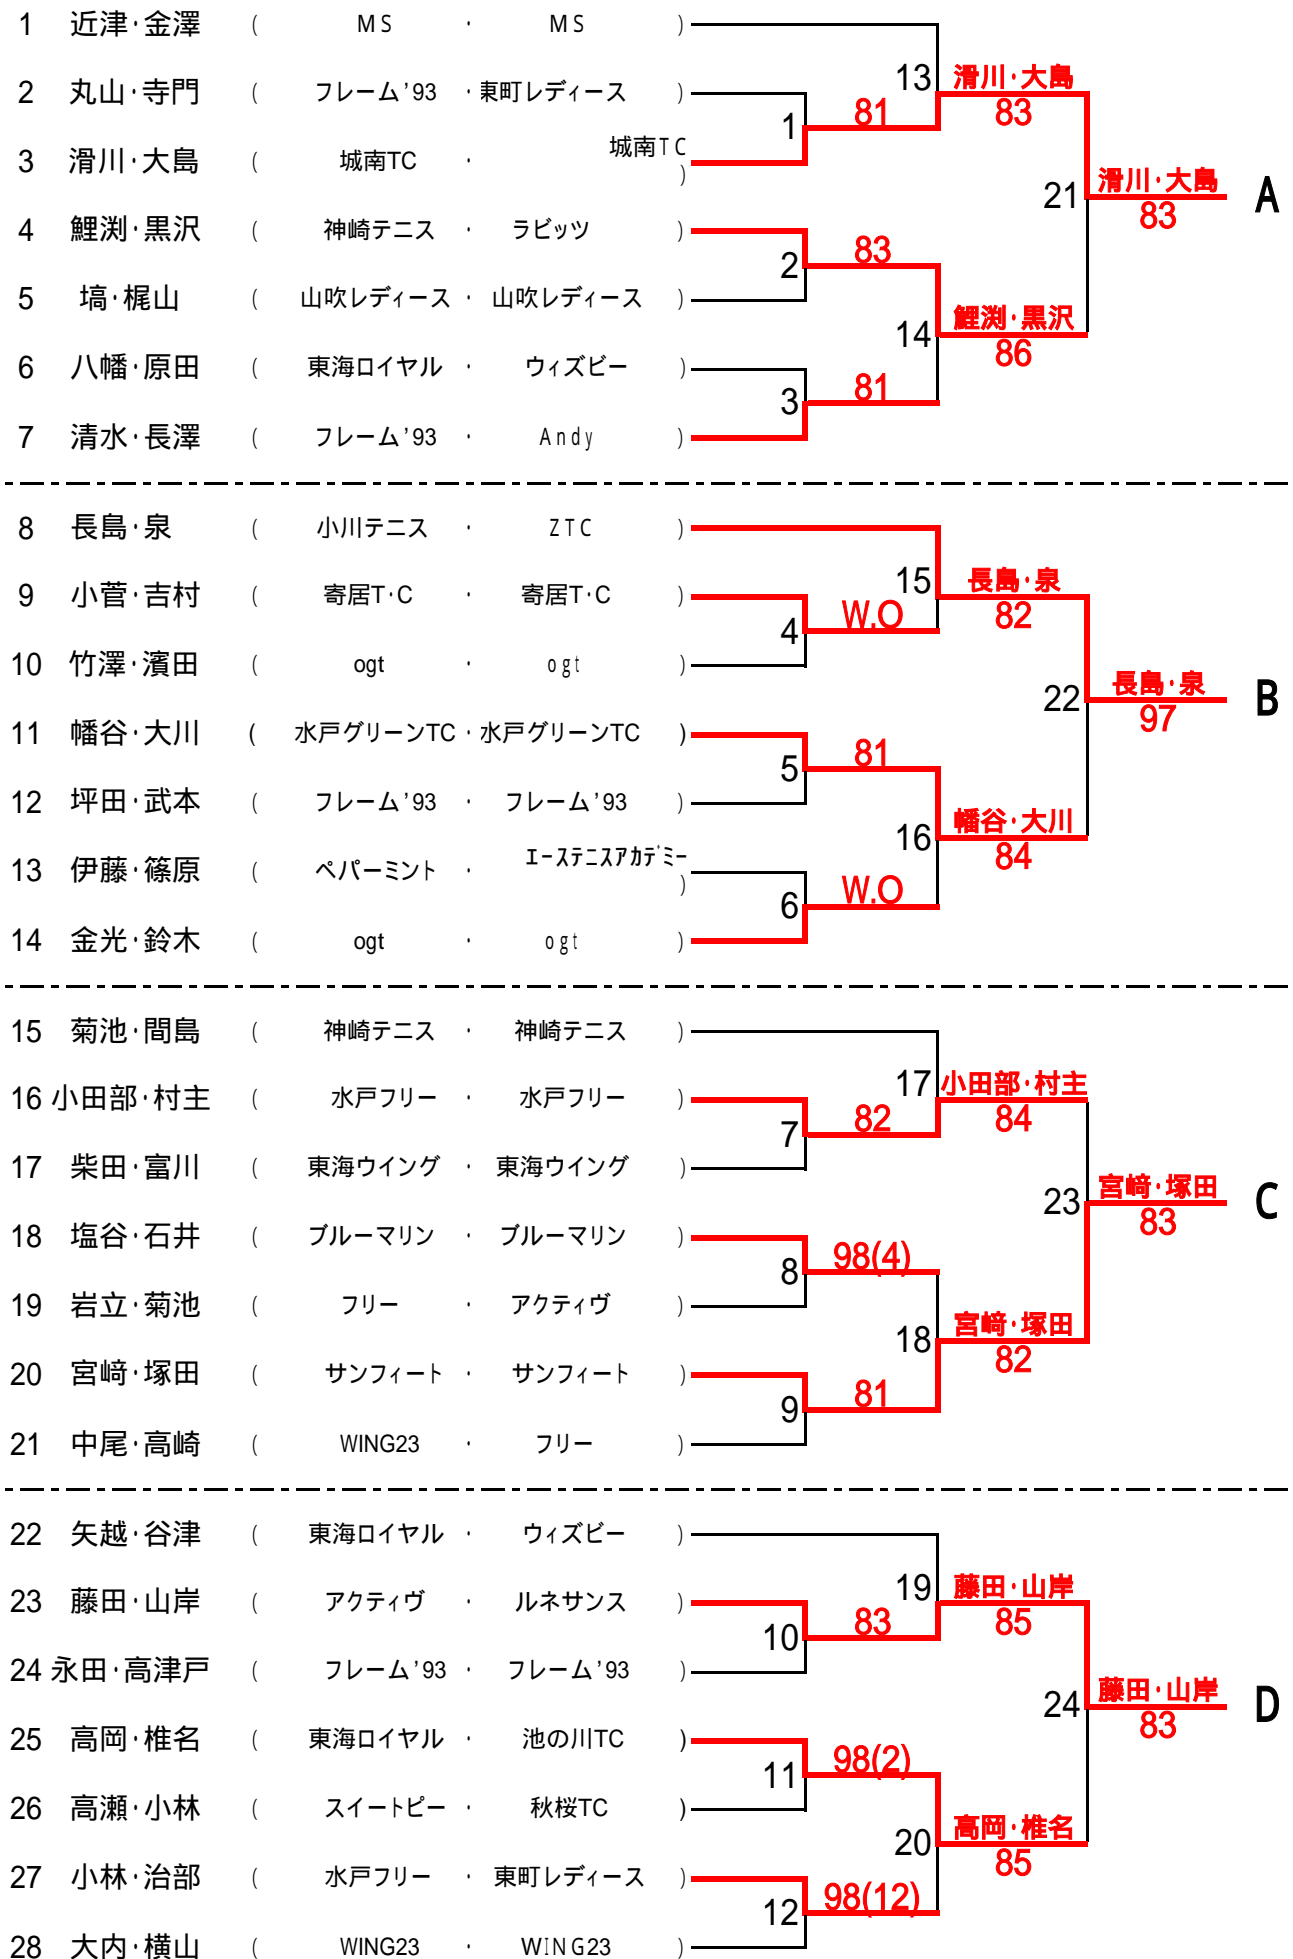 1 近津・金澤 ( MS ・ MS )
13 滑川・大島
2 丸山・寺門 ( フレーム'93 ・ 東町レディース )
81 83
1
3 滑川・大島 ( 城南TC ・ 城南TC )
21 滑川・大島 A
83
4 鯉渕・黒沢 ( 神崎テニス ・ ラビッツ )
83
2
5 塙・梶山 ( 山吹レディース ・ 山吹レディース )
14 鯉渕・黒沢
86
6 八幡・原田 ( 東海ロイヤル ・ ウィズビー )
81
3
7 清水・長澤 ( フレーム'93 ・ Andy )
8 長島・泉 ( 小川テニス ・ ZTC )
15 長島・泉
9 小菅・吉村 ( 寄居T・C ・ 寄居T・C )
W.O 82
4
10 竹澤・濱田 ( ogt ・ ogt )
22 長島・泉 B
97
11 幡谷・大川 ( 水戸グリーンTC ・ 水戸グリーンTC )
81
5
12 坪田・武本 ( フレーム'93 ・ フレーム'93 )
16 幡谷・大川
84
13 伊藤・篠原 ( ペパーミント ・ エーステニスアカデミー )
W.O
6
14 金光・鈴木 ( ogt ・ ogt )
15 菊池・間島 ( 神崎テニス ・ 神崎テニス )
17 小田部・村主
16 小田部・村主 ( 水戸フリー ・ 水戸フリー )
82 84
7
17 柴田・富川 ( 東海ウイング ・ 東海ウイング )
23 宮﨑・塚田 C
83
18 塩谷・石井 ( ブルーマリン ・ ブルーマリン )
98(4)
8
19 岩立・菊池 ( フリー ・ アクティヴ )
18 宮﨑・塚田
82
20 宮﨑・塚田 ( サンフィート ・ サンフィート )
81
9
21 中尾・高崎 ( WING23 ・ フリー )
22 矢越・谷津 ( 東海ロイヤル ・ ウィズビー )
19 藤田・山岸
23 藤田・山岸 ( アクティヴ ・ ルネサンス )
83 85
10
24 永田・高津戸 ( フレーム'93 ・ フレーム'93 )
24 藤田・山岸 D
83
25 高岡・椎名 ( 東海ロイヤル ・ 池の川TC )
98(2)
11
26 高瀬・小林 ( スイートピー ・ 秋桜TC )
20 高岡・椎名
85
27 小林・治部 ( 水戸フリー ・ 東町レディース )
98(12)
12
28 大内・横山 ( WING23 ・ WING23 )